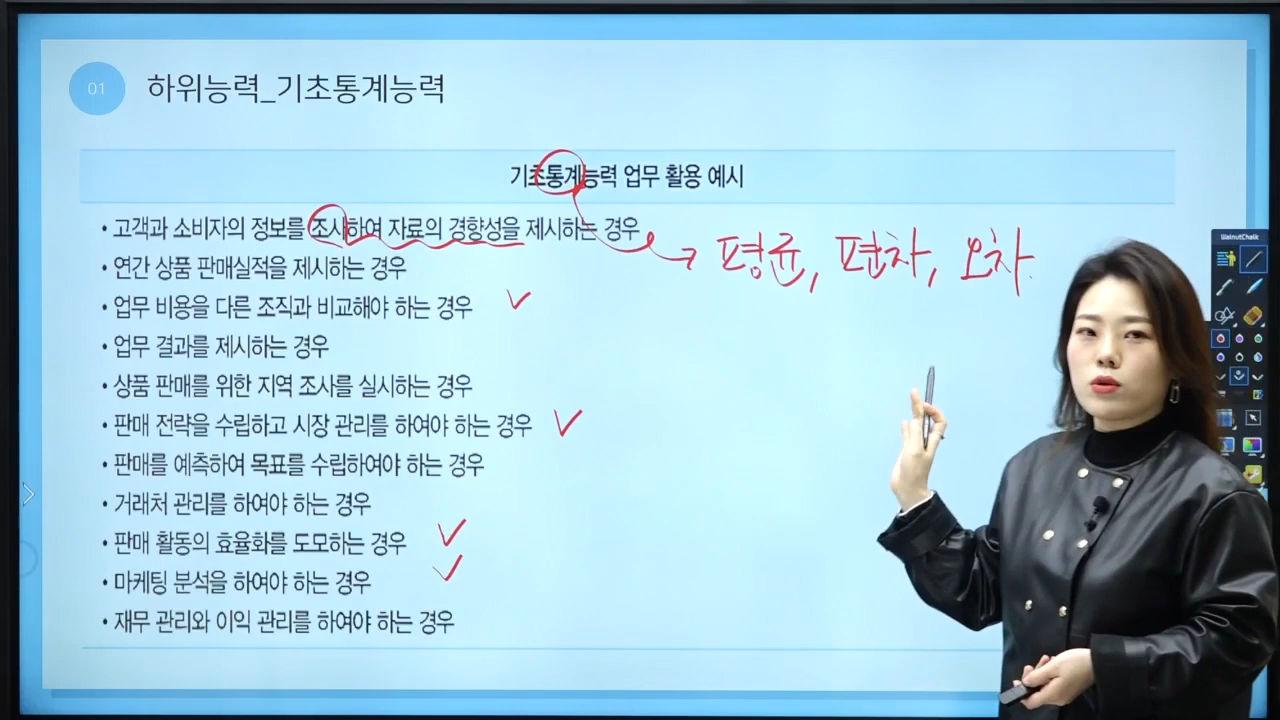 01 하위능력_기초통계능력
기초통계능력 업무 활용 예시
• 고객과 소비자의 정보를 조사하여 자료의 경향성을 제시하는 경우
평균, 편차, 오차.
• 연간 상품 판매실적을 제시하는 경우
• 업무 비용을 다른 조직과 비교해야 하는 경우
• 업무 결과를 제시하는 경우
• 상품 판매를 위한 지역 조사를 실시하는 경우
• 판매 전략을 수립하고 시장 관리를 하여야 하는 경우
• 판매를 예측하여 목표를 수립하여야 하는 경우
• 거래처 관리를 하여야 하는 경우
• 판매 활동의 효율화를 도모하는 경우
• 마케팅 분석을 하여야 하는 경우
• 재무 관리와 이익 관리를 하여야 하는 경우
WalnutChalk